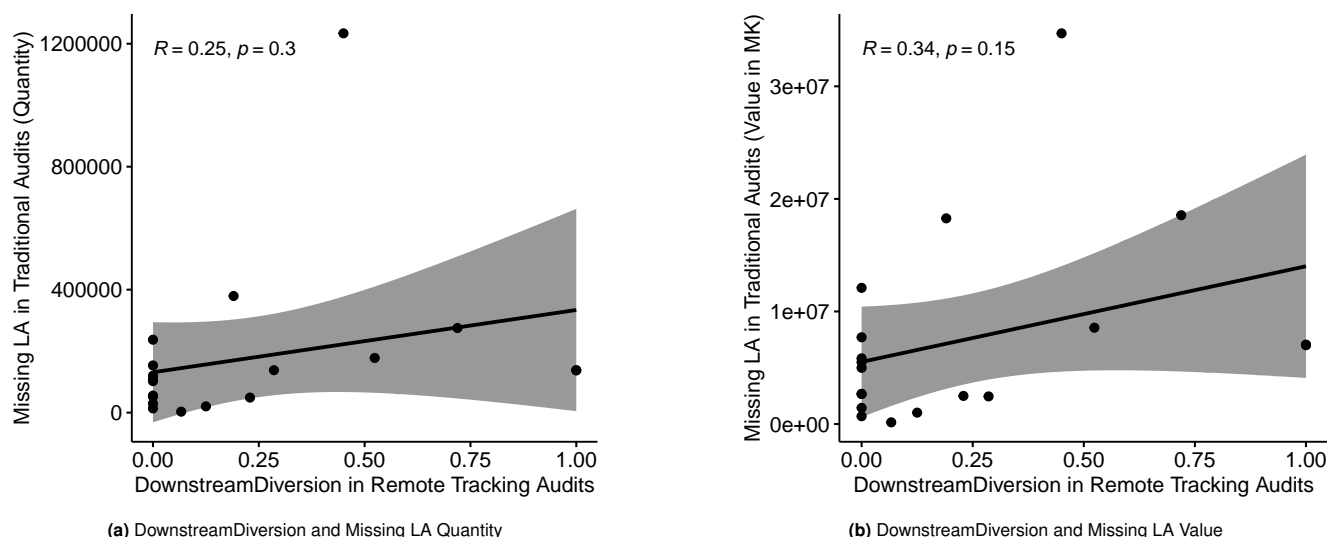 Missing LA in Traditional Audits (Quantity)
1200000
800000
400000
0
R = 0.25, p = 0.3
0.00 0.25 0.50 0.75 1.00
DownstreamDiversion in Remote Tracking Audits
(a) DownstreamDiversion and Missing LA Quantity
Missing LA in Traditional Audits (Value in MK)
3e+07
2e+07
1e+07
0e+00
R = 0.34, p = 0.15
0.00 0.25 0.50 0.75 1.00
DownstreamDiversion in Remote Tracking Audits
(b) DownstreamDiversion and Missing LA Value